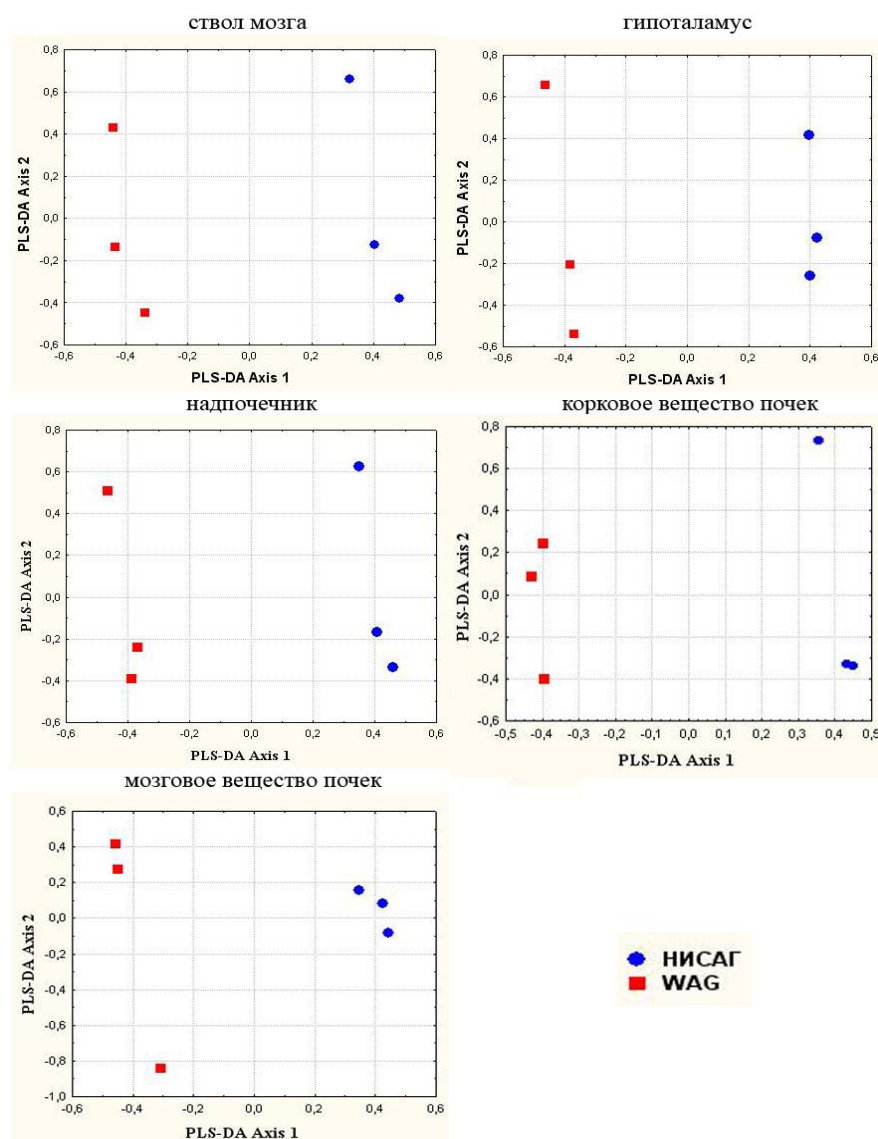 ствол мозга
0,8
0,6
0,4
0,2
0,0
-0,2
-0,4
-0,6
-0,6 -0,4 -0,2 0,0 0,2 0,4 0,6
PLS-DA Axis 2
PLS-DA Axis 1
гипоталамус
0,8
0,6
0,4
0,2
0,0
-0,2
-0,4
-0,6
-0,6 -0,4 -0,2 0,0 0,2 0,4 0,6
PLS-DA Axis 2
PLS-DA Axis 1
надпочечник
0,8
0,6
0,4
0,2
0,0
-0,2
-0,4
-0,6
-0,6 -0,4 -0,2 0,0 0,2 0,4 0,6
PLS-DA Axis 2
PLS-DA Axis 1
корковое вещество почек
0,8
0,6
0,4
0,2
0,0
-0,2
-0,4
-0,6
-0,5 -0,4 -0,3 -0,2 -0,1 0,0 0,1 0,2 0,3 0,4 0,5
PLS-DA Axis 2
PLS-DA Axis 1
мозговое вещество почек
0,6
0,4
0,2
0,0
-0,2
-0,4
-0,6
-0,8
-1,0
-0,6 -0,4 -0,2 0,0 0,2 0,4 0,6
PLS-DA Axis 2
PLS-DA Axis 1
НИСАГ
WAG